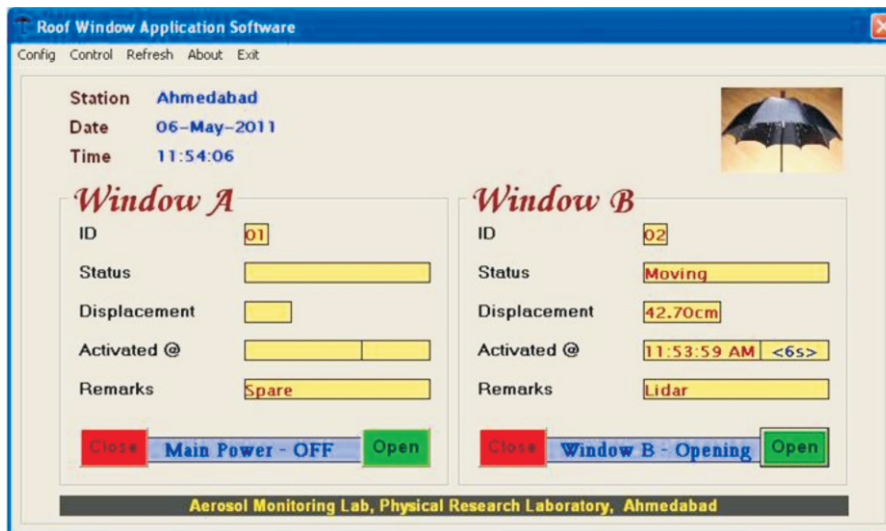 Roof Window Application Software
Config Control Refresh About Exit
Station Ahmedabad
Date 06-May-2011
Time 11:54:06
Window A
ID 01
Status
Displacement
Activated @
Remarks Spare
Close Main Power - OFF Open
Window B
ID 02
Status Moving
Displacement 42.70cm
Activated @ 11:53:59 AM <6s>
Remarks Lidar
Close Window B - Opening Open
Aerosol Monitoring Lab, Physical Research Laboratory, Ahmedabad